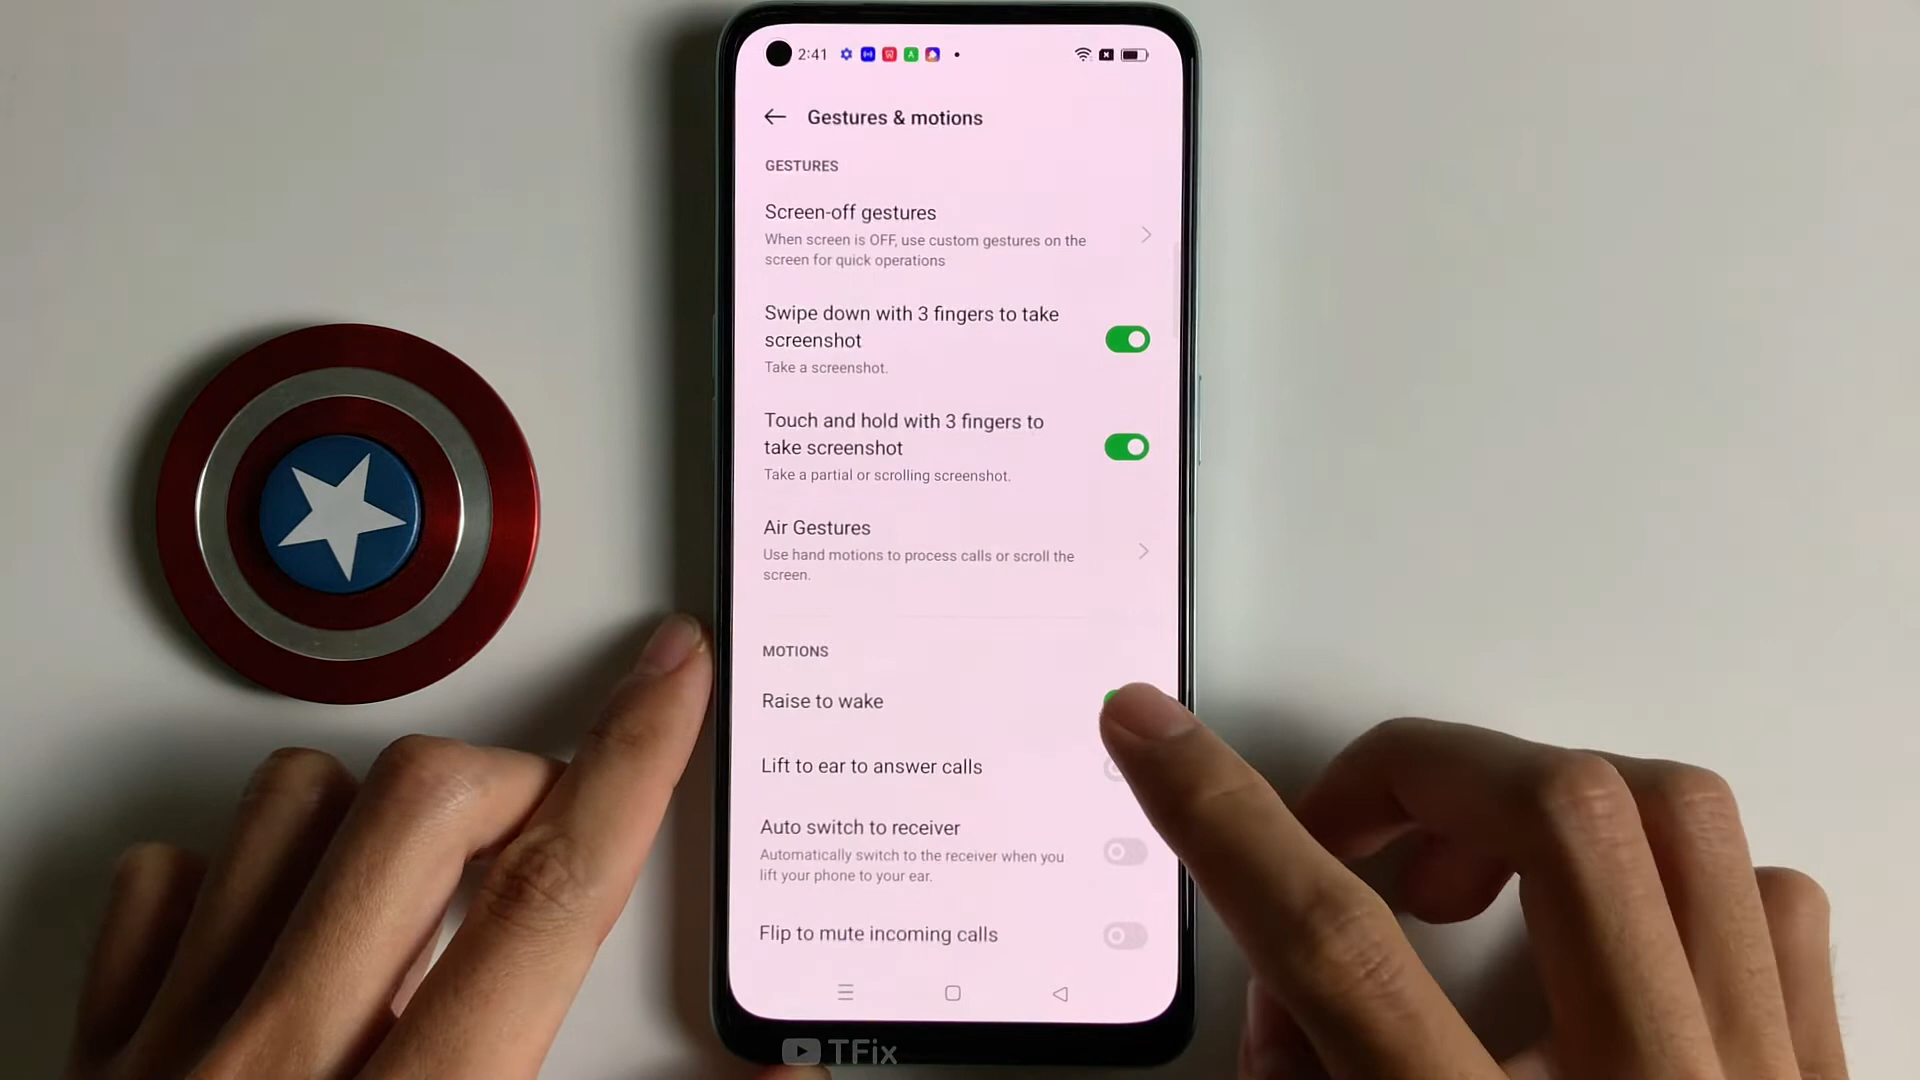 2:41
Gestures & motions
GESTURES
Screen-off gestures
When screen is OFF, use custom gestures on the
screen for quick operations
Swipe down with 3 fingers to take
screenshot
Take a screenshot.
Touch and hold with 3 fingers to
take screenshot
Take a partial or scrolling screenshot.
Air Gestures
Use hand motions to process calls or scroll the
screen.
MOTIONS
Raise to wake
Lift to ear to answer calls
Auto switch to receiver
Automatically switch to the receiver when you
lift your phone to your ear.
Flip to mute incoming calls
TFix